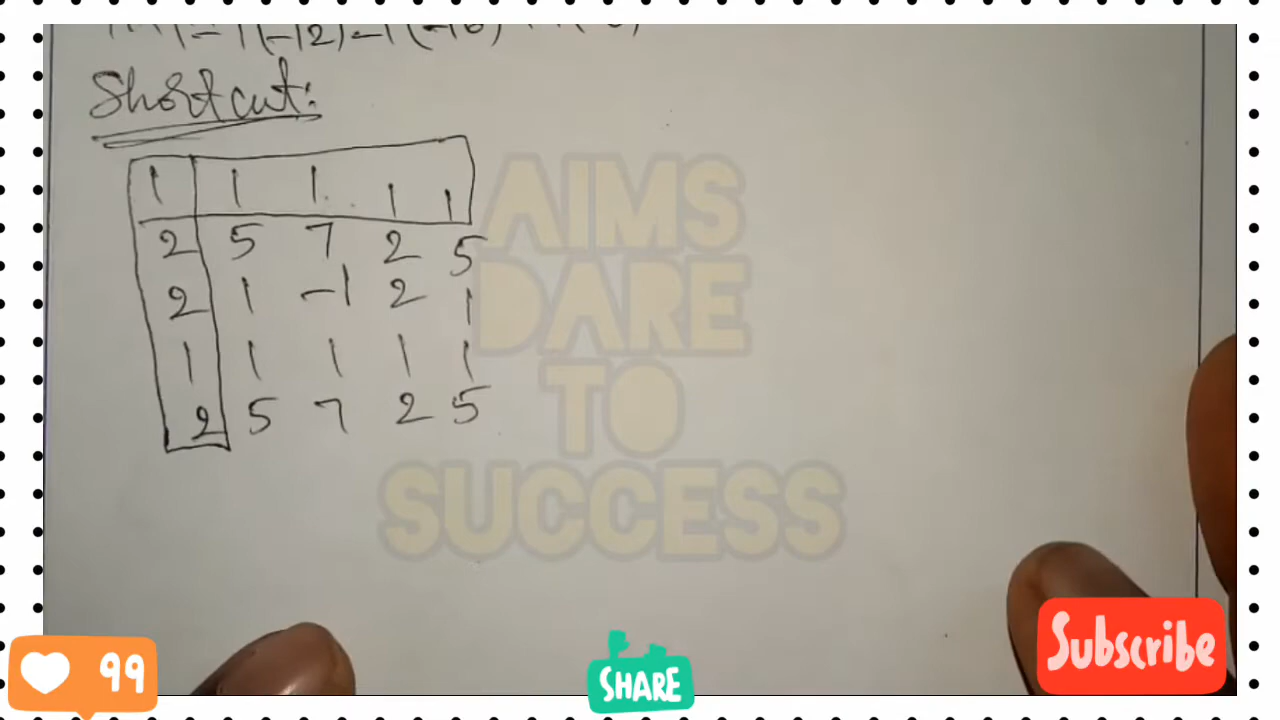 Shortcut:
1 1 1 1 1
2 5 7 2 5
2 1 -1 2 1
1 1 1 1 1
2 5 7 2 5
AIMS
DARE
TO
SUCCESS
99
SHARE
Subscribe